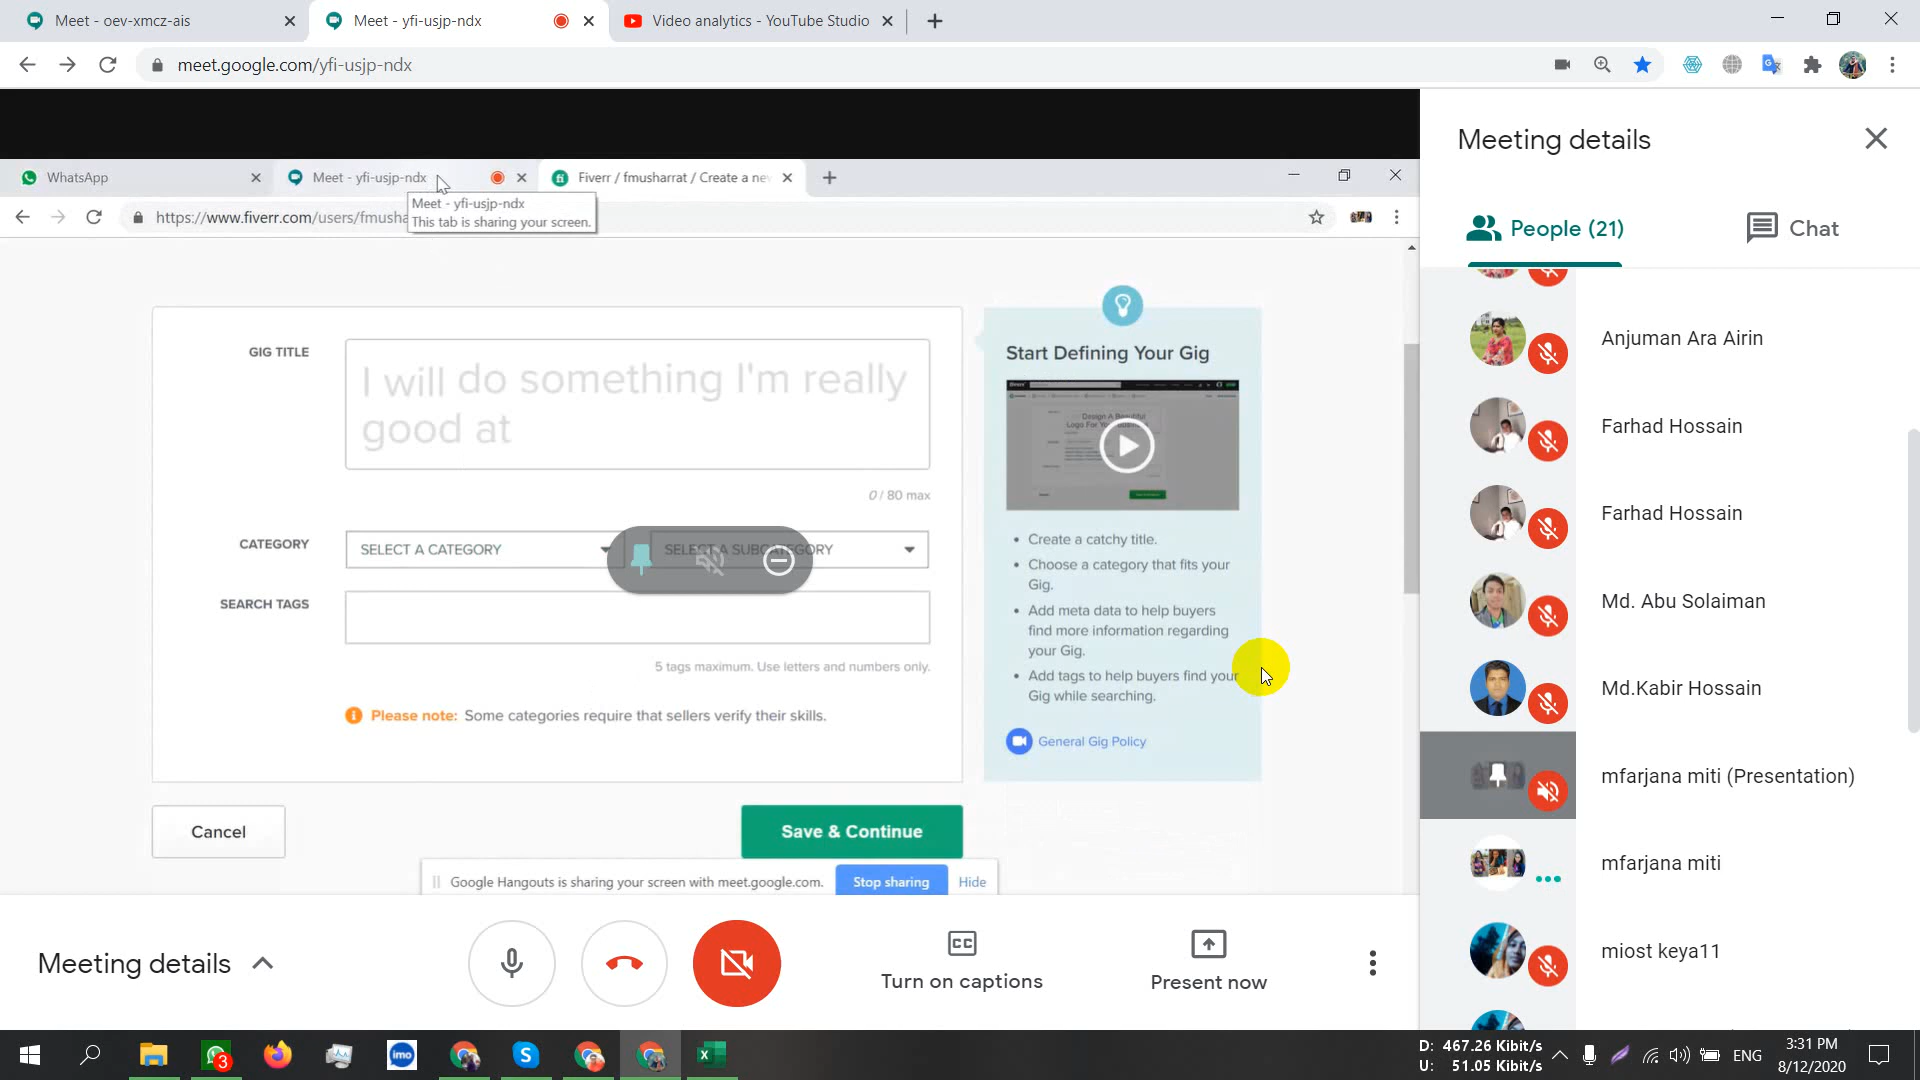 Meet - oev-xmcz-ais
Meet - yfi-usjp-ndx
Video analytics - YouTube Studio
meet.google.com/yfi-usjp-ndx
WhatsApp
Meet - yfi-usjp-ndx
Fiverr / fmusharrat / Create a ne
https://www.fiverr.com/users/fmusha
Meet - yfi-usjp-ndx
This tab is sharing your screen.
GIG TITLE
I will do something I'm really
good at
0 / 80 max
CATEGORY
SELECT A CATEGORY
SELECT A SUBCATEGORY
SEARCH TAGS
5 tags maximum. Use letters and numbers only.
Please note: Some categories require that sellers verify their skills.
Cancel
Save & Continue
Start Defining Your Gig
Design A Beautiful
• Create a catchy title.
• Choose a category that fits your
Gig.
• Add meta data to help buyers
find more information regarding
your Gig.
• Add tags to help buyers find your
Gig while searching.
General Gig Policy
Google Hangouts is sharing your screen with meet.google.com.
Stop sharing
Hide
Meeting details
People (21)
Chat
Anjuman Ara Airin
Farhad Hossain
Farhad Hossain
Md. Abu Solaiman
Md.Kabir Hossain
mfarjana miti (Presentation)
mfarjana miti
miost keya11
Meeting details
CC
Turn on captions
Present now
3
imo
D: 467.26 Kibit/s
U: 51.05 Kibit/s
ENG
3:31 PM
8/12/2020